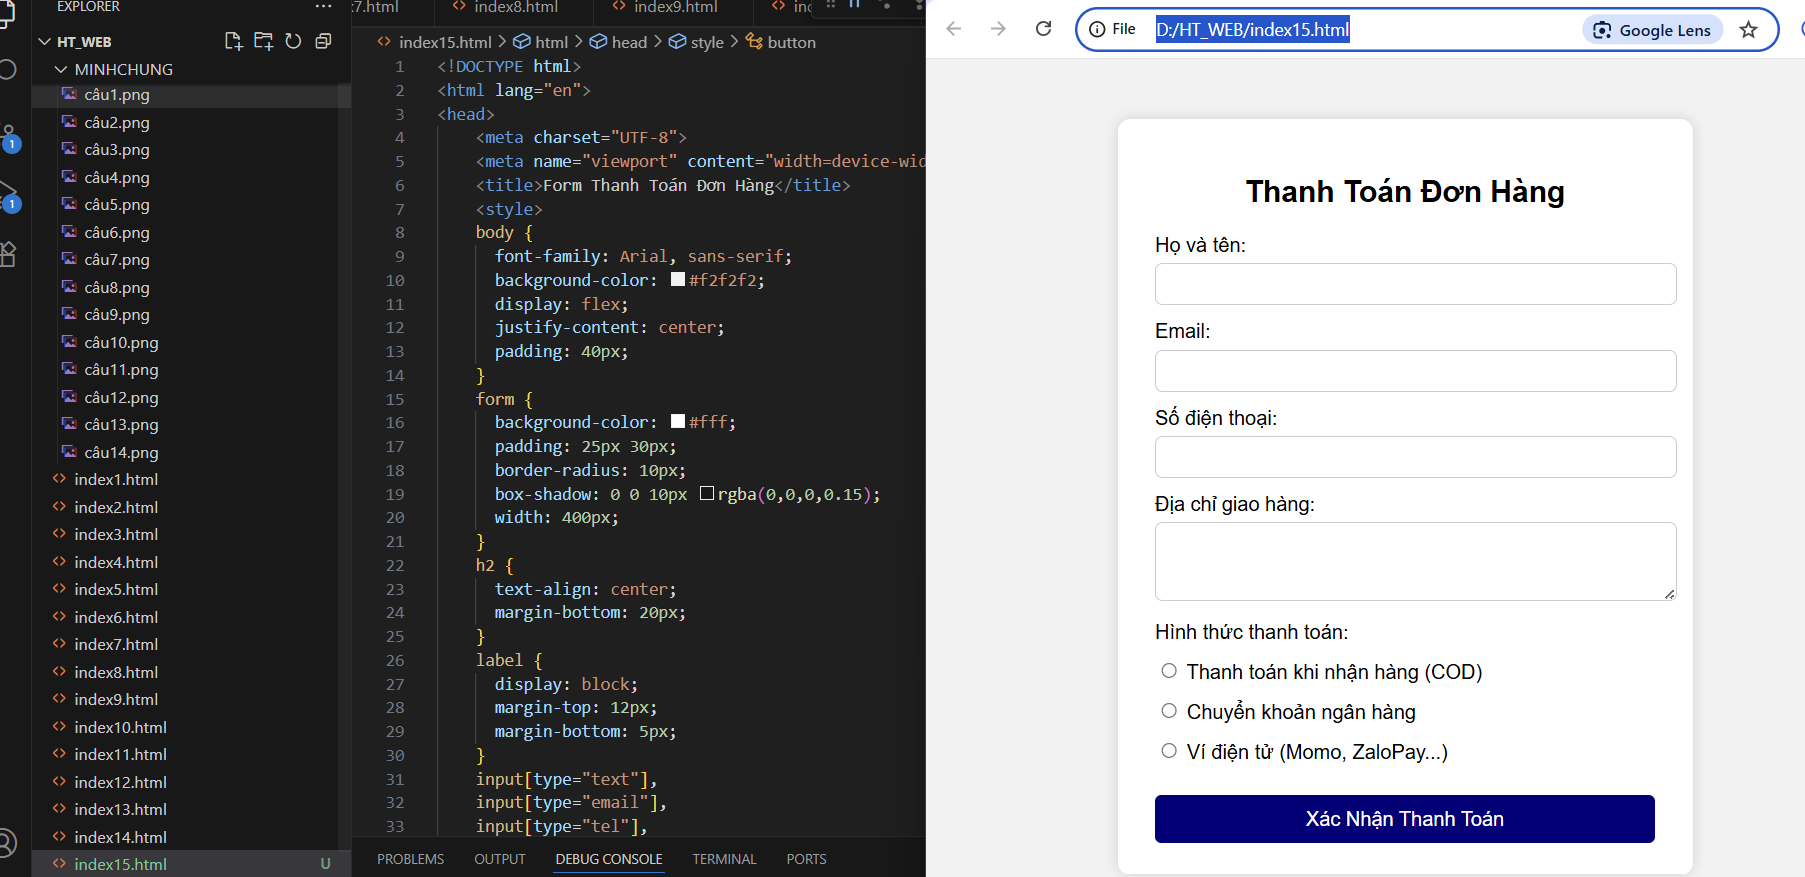 EXPLORER
HT_WEB
MINHCHUNG
câu1.png
câu2.png
câu3.png
câu4.png
câu5.png
câu6.png
câu7.png
câu8.png
câu9.png
câu10.png
câu11.png
câu12.png
câu13.png
câu14.png
index1.html
index2.html
index3.html
index4.html
index5.html
index6.html
index7.html
index8.html
index9.html
index10.html
index11.html
index12.html
index13.html
index14.html
index15.html U
1
1
7.html index8.html index9.html
index15.html > html > head > style > button
1 <!DOCTYPE html>
2 <html lang="en">
3 <head>
4 <meta charset="UTF-8">
5 <meta name="viewport" content="width=device-wid
6 <title>Form Thanh Toán Đơn Hàng</title>
7 <style>
8 body {
9 font-family: Arial, sans-serif;
10 background-color: #f2f2f2;
11 display: flex;
12 justify-content: center;
13 padding: 40px;
14 }
15 form {
16 background-color: #fff;
17 padding: 25px 30px;
18 border-radius: 10px;
19 box-shadow: 0 0 10px rgba(0,0,0,0.15);
20 width: 400px;
21 }
22 h2 {
23 text-align: center;
24 margin-bottom: 20px;
25 }
26 label {
27 display: block;
28 margin-top: 12px;
29 margin-bottom: 5px;
30 }
31 input[type="text"],
32 input[type="email"],
33 input[type="tel"],
PROBLEMS OUTPUT DEBUG CONSOLE TERMINAL PORTS
File D:/HT_WEB/index15.html Google Lens
Thanh Toán Đơn Hàng
Họ và tên:
Email:
Số điện thoại:
Địa chỉ giao hàng:
Hình thức thanh toán:
Thanh toán khi nhận hàng (COD)
Chuyển khoản ngân hàng
Ví điện tử (Momo, ZaloPay...)
Xác Nhận Thanh Toán